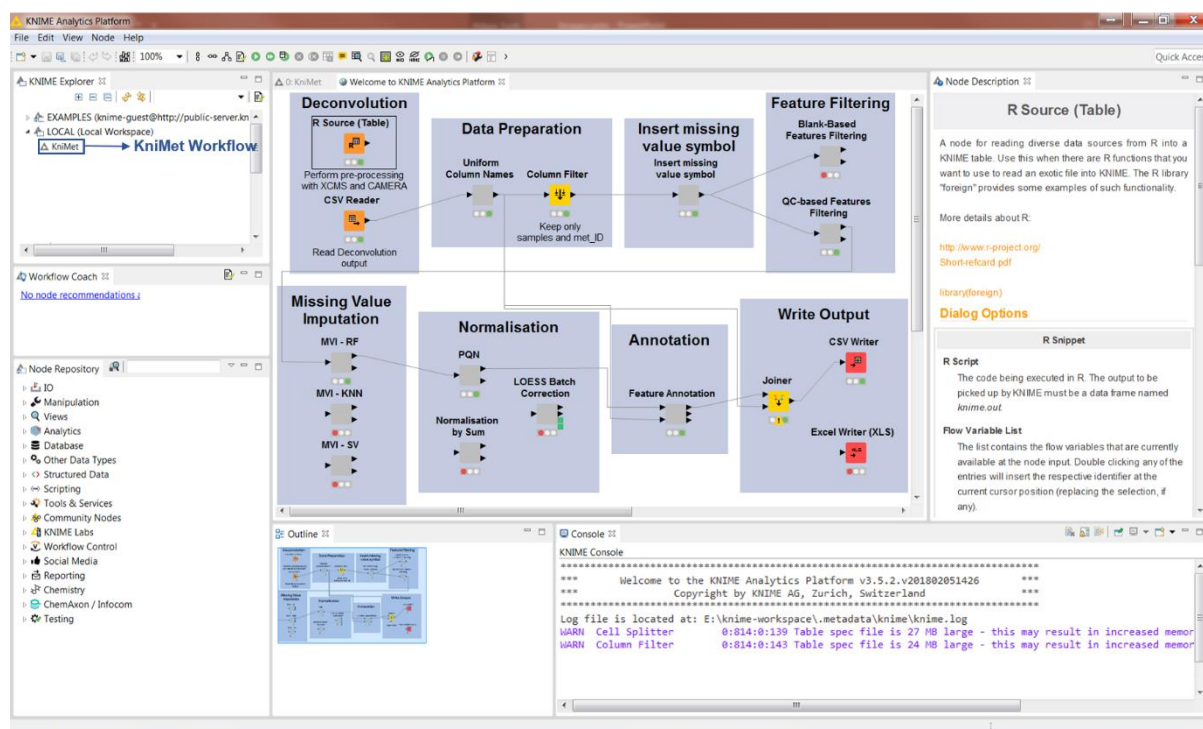 KNIME Analytics Platform
File Edit View Node Help
100%
Quick Acces
KNIME Explorer
EXAMPLES (knime-guest@http://public-server.kn
LOCAL (Local Workspace)
KniMet
KniMet Workflow
Workflow Coach
No node recommendations a
Node Repository
IO
Manipulation
Views
Analytics
Database
Other Data Types
Structured Data
Scripting
Tools & Services
Community Nodes
KNIME Labs
Workflow Control
Social Media
Reporting
Chemistry
ChemAxon / Infocom
Testing
0: KniMet
Welcome to KNIME Analytics Platform
Deconvolution
R Source (Table)
Perform pre-processing
with XCMS and CAMERA
CSV Reader
Read Deconvolution
output
Data Preparation
Uniform
Column Names
Column Filter
Keep only
samples and met_ID
Insert missing
value symbol
Insert missing
value symbol
Feature Filtering
Blank-Based
Features Filtering
QC-based Features
Filtering
Missing Value
Imputation
MVI - RF
MVI - KNN
MVI - SV
Normalisation
PQN
LOESS Batch
Correction
Normalisation
by Sum
Annotation
Feature Annotation
Write Output
CSV Writer
Joiner
Excel Writer (XLS)
Node Description
R Source (Table)
A node for reading diverse data sources from R into a
KNIME table. Use this when there are R functions that you
want to use to read an exotic file into KNIME. The R library
"foreign" provides some examples of such functionality.
More details about R:
http://www.r-project.org/
Short-refcard.pdf
library(foreign)
Dialog Options
R Snippet
R Script
The code being executed in R. The output to be
picked up by KNIME must be a data frame named
knime.out.
Flow Variable List
The list contains the flow variables that are currently
available at the node input. Double clicking any of the
entries will insert the respective identifier at the
current cursor position (replacing the selection, if
any).
Outline
Console
KNIME Console
*** Welcome to the KNIME Analytics Platform v3.5.2.v201802051426 ***
*** Copyright by KNIME AG, Zurich, Switzerland ***
Log file is located at: E:\knime-workspace\.metadata\knime\knime.log
WARN Cell Splitter 0:814:0:139 Table spec file is 27 MB large - this may result in increased memor
WARN Column Filter 0:814:0:143 Table spec file is 24 MB large - this may result in increased memor